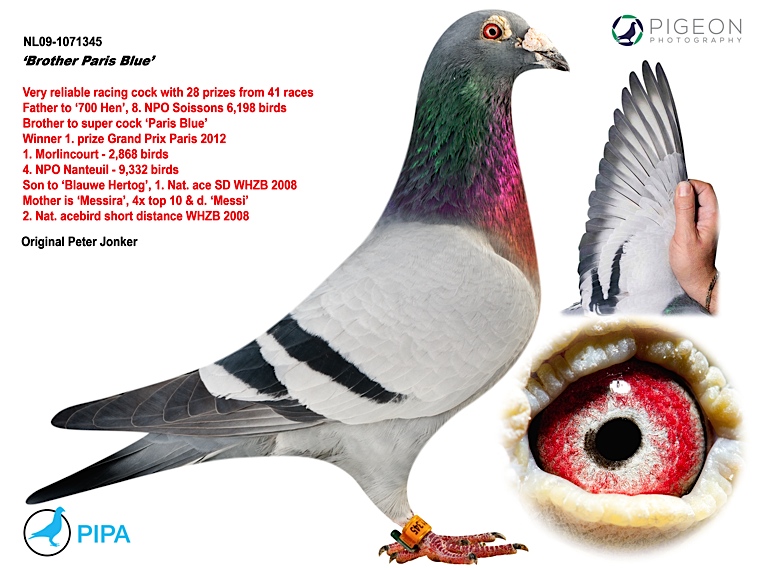 NL09-1071345
‘Brother Paris Blue’
Very reliable racing cock with 28 prizes from 41 races
Father to ‘700 Hen’, 8. NPO Soissons 6,198 birds
Brother to super cock ‘Paris Blue’
Winner 1. prize Grand Prix Paris 2012
1. Morlincourt - 2,868 birds
4. NPO Nanteuil - 9,332 birds
Son to ‘Blauwe Hertog’, 1. Nat. ace SD WHZB 2008
Mother is ‘Messira’, 4x top 10 & d. ‘Messi’
2. Nat. acebird short distance WHZB 2008
Original Peter Jonker
PIGEON
PHOTOGRAPHY
345
PIPA